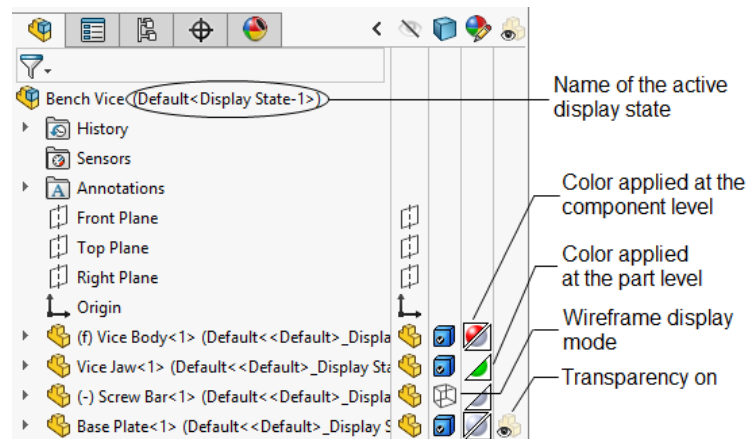 Bench Vice (Default<Display State-1>)
History
Sensors
Annotations
Front Plane
Top Plane
Right Plane
Origin
(f) Vice Body<1> (Default<<Default>_Displa
Vice Jaw<1> (Default<<Default>_Display Sta
(-) Screw Bar<1> (Default<<Default>_Displa
Base Plate<1> (Default<<Default>_Display S
Name of the active
display state
Color applied at the
component level
Color applied
at the part level
Wireframe display
mode
Transparency on